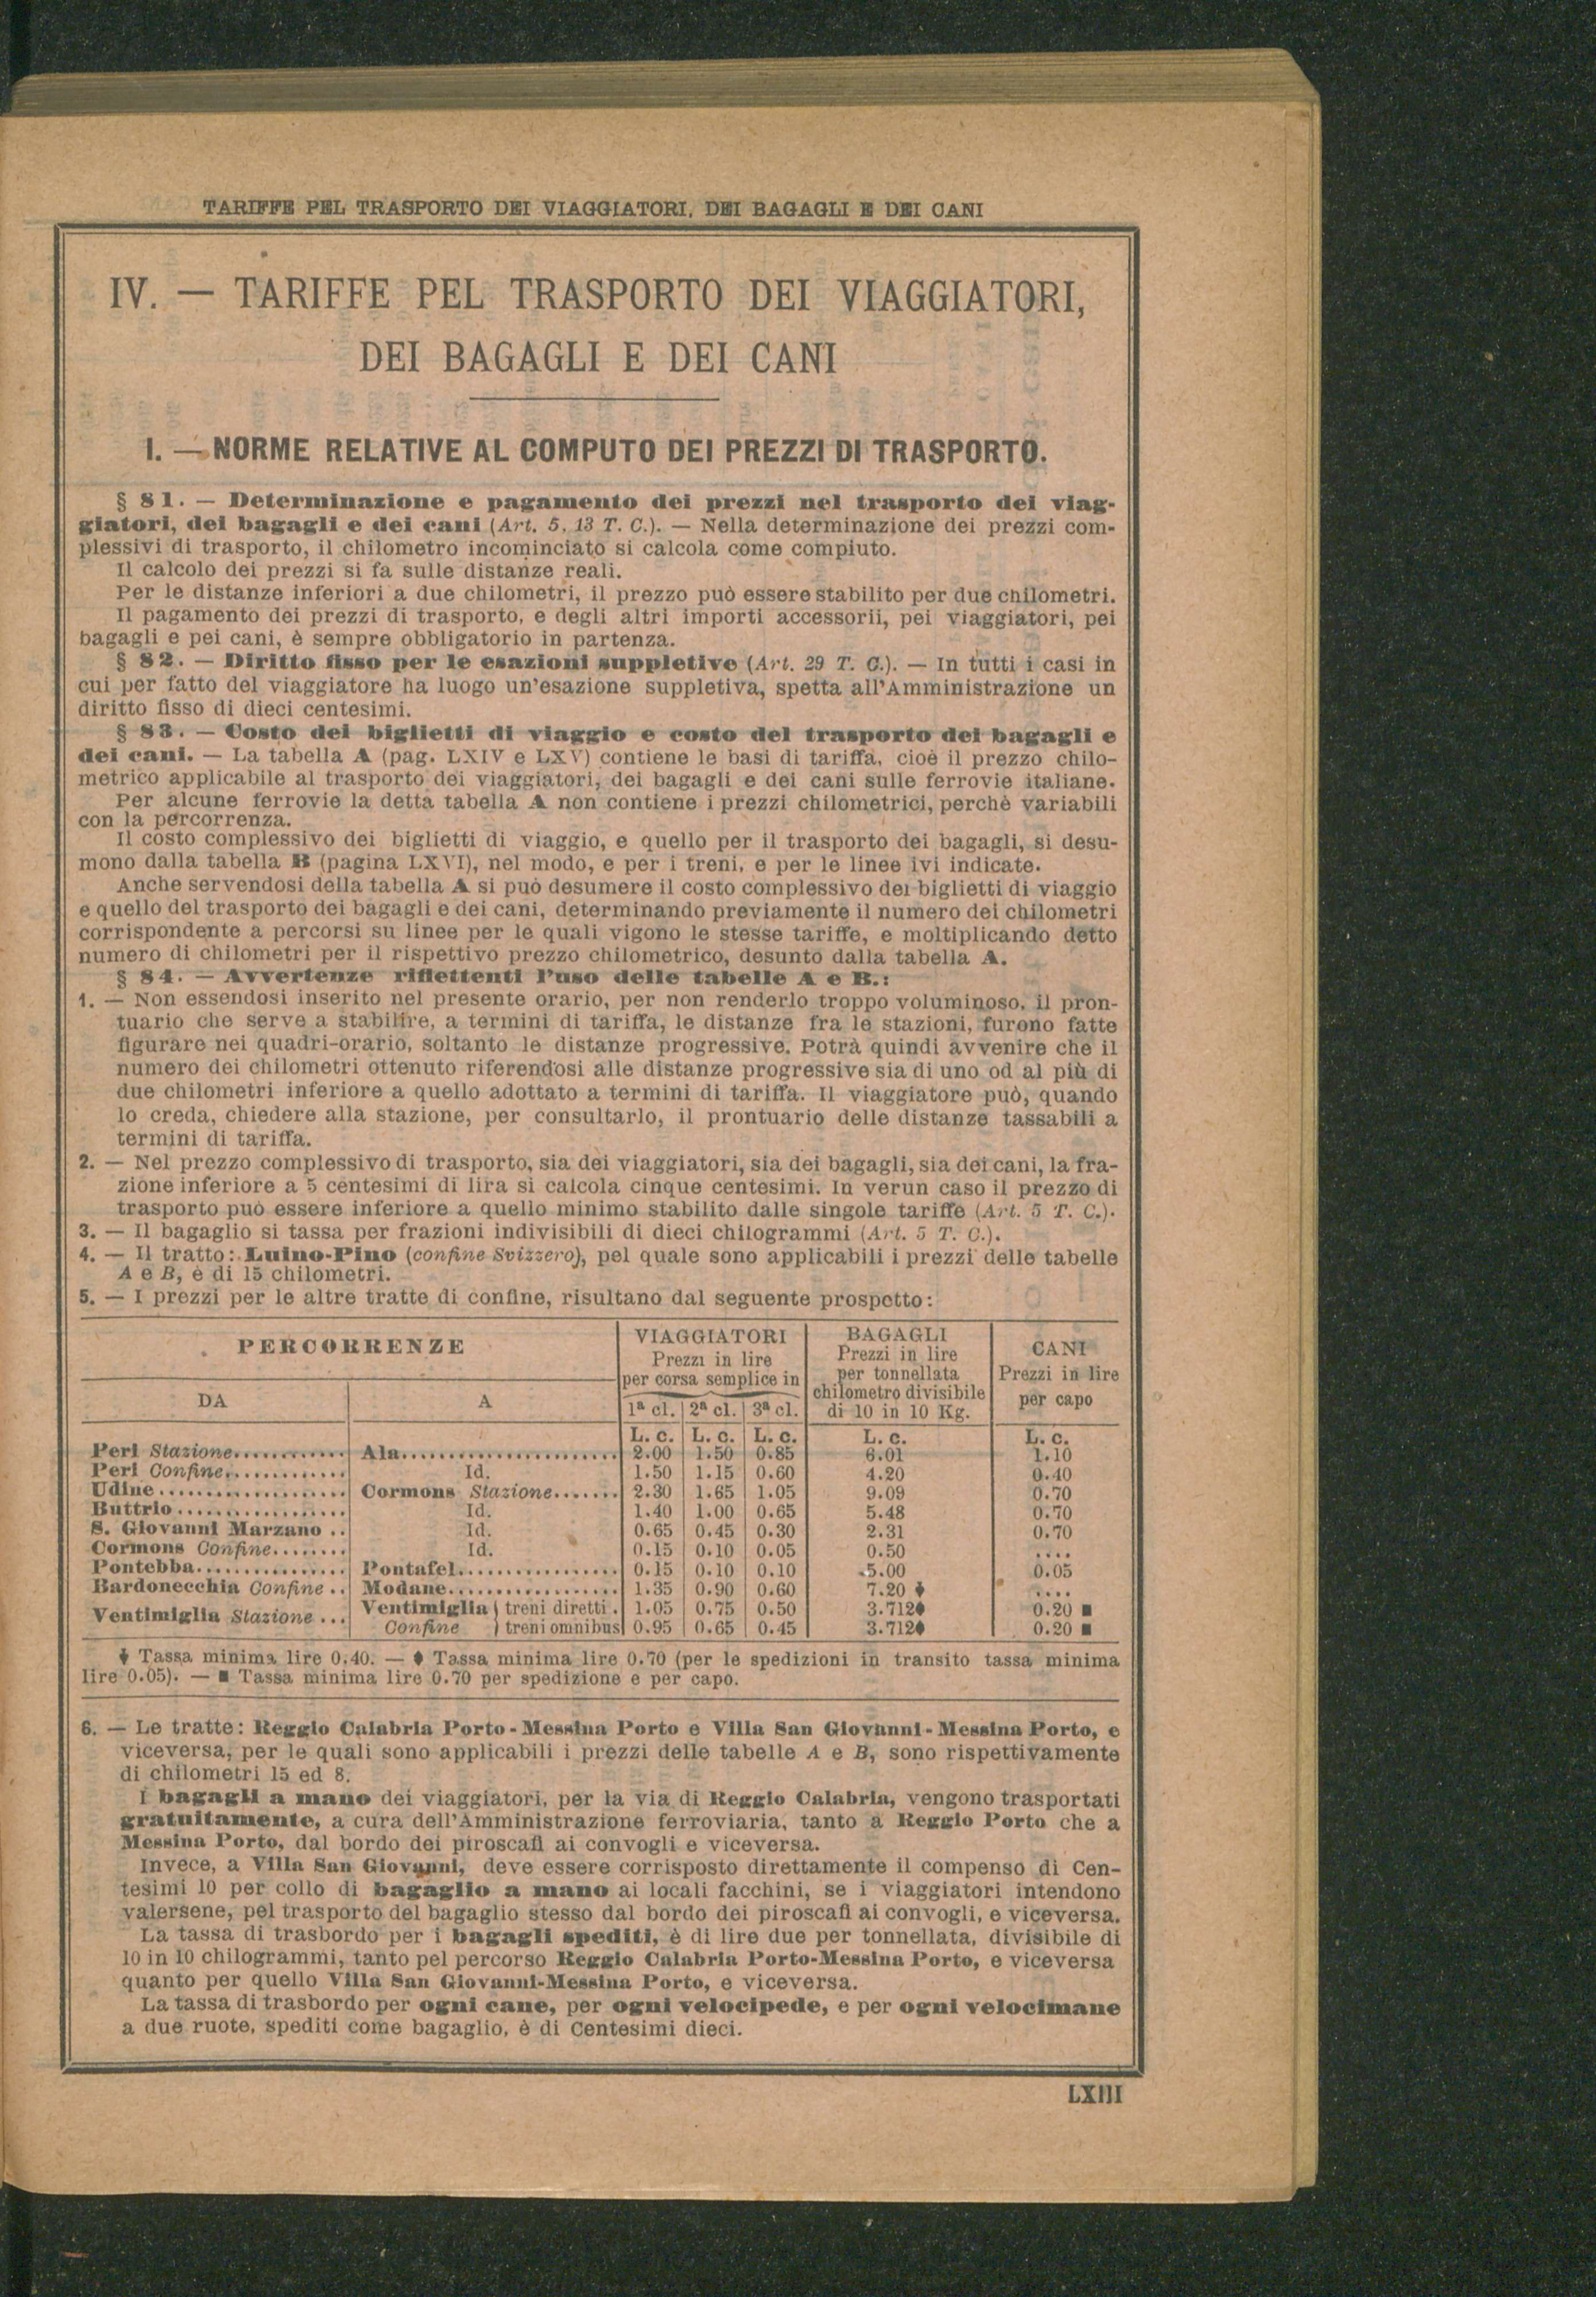 TARIFFE PEL TRASPORTO DEI VIAGGIATORI, DEI BAGAGLI E DEI CANI
IV. — TARIFFE PEL TRASPORTO DEI VIAGGIATORI,
DEI BAGAGLI E DEI CANI
I. — NORME RELATIVE AL COMPUTO DEI PREZZI DI TRASPORTO.
§ 81. — Determinazione e pagamento dei prezzi nel trasporto dei viag-
giatori, dei bagagli e dei cani (Art. 5, 13 T. C.). — Nella determinazione dei prezzi com-
plessivi di trasporto, il chilometro incominciato si calcola come compiuto.
Il calcolo dei prezzi si fa sulle distanze reali.
Per le distanze inferiori a due chilometri, il prezzo può essere stabilito per due chilometri.
Il pagamento dei prezzi di trasporto, e degli altri importi accessorii, pei viaggiatori, pei
bagagli e pei cani, è sempre obbligatorio in partenza.
§ 82. — Diritto fisso per le esazioni suppletive (Art. 29 T. C.). — In tutti i casi in
cui per fatto del viaggiatore ha luogo un'esazione suppletiva, spetta all'Amministrazione un
diritto fisso di dieci centesimi.
§ 83. — Costo dei biglietti di viaggio e costo del trasporto dei bagagli e
dei cani. — La tabella A (pag. LXIV e LXV) contiene le basi di tariffa, cioè il prezzo chilo-
metrico applicabile al trasporto dei viaggiatori, dei bagagli e dei cani sulle ferrovie italiane.
Per alcune ferrovie la detta tabella A non contiene i prezzi chilometrici, perchè variabili
con la percorrenza.
Il costo complessivo dei biglietti di viaggio, e quello per il trasporto dei bagagli, si desu-
mono dalla tabella B (pagina LXVI), nel modo, e per i treni, e per le linee ivi indicate.
Anche servendosi della tabella A si può desumere il costo complessivo dei biglietti di viaggio
e quello del trasporto dei bagagli e dei cani, determinando previamente il numero dei chilometri
corrispondente a percorsi su linee per le quali vigono le stesse tariffe, e moltiplicando detto
numero di chilometri per il rispettivo prezzo chilometrico, desunto dalla tabella A.
§ 84. — Avvertenze riflettenti l'uso delle tabelle A e B.:
1. — Non essendosi inserito nel presente orario, per non renderlo troppo voluminoso, il pron-
tuario che serve a stabilire, a termini di tariffa, le distanze fra le stazioni, furono fatte
figurare nei quadri-orario, soltanto le distanze progressive. Potrà quindi avvenire che il
numero dei chilometri ottenuto riferendosi alle distanze progressive sia di uno od al più di
due chilometri inferiore a quello adottato a termini di tariffa. Il viaggiatore può, quando
lo creda, chiedere alla stazione, per consultarlo, il prontuario delle distanze tassabili a
termini di tariffa.
2. — Nel prezzo complessivo di trasporto, sia dei viaggiatori, sia dei bagagli, sia dei cani, la fra-
zione inferiore a 5 centesimi di lira si calcola cinque centesimi. In verun caso il prezzo di
trasporto può essere inferiore a quello minimo stabilito dalle singole tariffe (Art. 5 T. C.).
3. — Il bagaglio si tassa per frazioni indivisibili di dieci chilogrammi (Art. 5 T. C.).
4. — Il tratto: Luino-Pino (confine Svizzero), pel quale sono applicabili i prezzi delle tabelle
A e B, è di 15 chilometri.
5. — I prezzi per le altre tratte di confine, risultano dal seguente prospetto:
PERCORRENZE
DA
A
VIAGGIATORI
Prezzi in lire
per corsa semplice in
1ª cl. 2ª cl. 3ª cl.
BAGAGLI
Prezzi in lire
per tonnellata
chilometro divisibile
di 10 in 10 Kg.
CANI
Prezzi in lire
per capo
L. c. L. c. L. c. L. c. L. c.
Peri Stazione............ Ala........................ 2.00 1.50 0.85 6.01 1.10
Peri Confine............. Id. 1.50 1.15 0.60 4.20 0.40
Udine.................... Cormons Stazione....... 2.30 1.65 1.05 9.09 0.70
Buttrio.................. Id. 1.40 1.00 0.65 5.48 0.70
S. Giovanni Marzano .. Id. 0.65 0.45 0.30 2.31 0.70
Cormons Confine........ Id. 0.15 0.10 0.05 0.50 ....
Pontebba................ Pontafel................. 0.15 0.10 0.10 5.00 0.05
Bardonecchia Confine .. Modane.................. 1.35 0.90 0.60 7.20 ⧫ ....
Ventimiglia Stazione ... Ventimiglia Confine { treni diretti . 1.05 0.75 0.50 3.712♦ 0.20 ■
treni omnibus 0.95 0.65 0.45 3.712♦ 0.20 ■
⧫ Tassa minima lire 0.40. — ♦ Tassa minima lire 0.70 (per le spedizioni in transito tassa minima
lire 0.05). — ■ Tassa minima lire 0.70 per spedizione e per capo.
6. — Le tratte: Reggio Calabria Porto - Messina Porto e Villa San Giovanni - Messina Porto, e
viceversa, per le quali sono applicabili i prezzi delle tabelle A e B, sono rispettivamente
di chilometri 15 ed 8.
I bagagli a mano dei viaggiatori, per la via di Reggio Calabria, vengono trasportati
gratuitamente, a cura dell'Amministrazione ferroviaria, tanto a Reggio Porto che a
Messina Porto, dal bordo dei piroscafi ai convogli e viceversa.
Invece, a Villa San Giovanni, deve essere corrisposto direttamente il compenso di Cen-
tesimi 10 per collo di bagaglio a mano ai locali facchini, se i viaggiatori intendono
valersene, pel trasporto del bagaglio stesso dal bordo dei piroscafi ai convogli, e viceversa.
La tassa di trasbordo per i bagagli spediti, è di lire due per tonnellata, divisibile di
10 in 10 chilogrammi, tanto pel percorso Reggio Calabria Porto-Messina Porto, e viceversa
quanto per quello Villa San Giovanni-Messina Porto, e viceversa.
La tassa di trasbordo per ogni cane, per ogni velocipede, e per ogni velocimane
a due ruote, spediti come bagaglio, è di Centesimi dieci.
LXIII